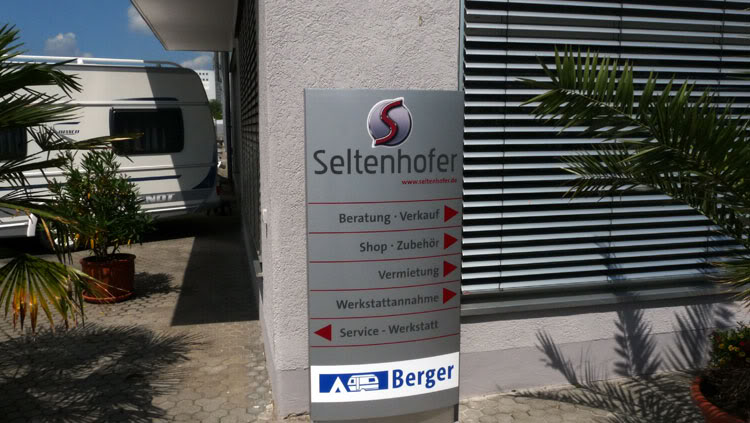 S
Seltenhofer
www.seltenhofer.de
Beratung · Verkauf
Shop · Zubehör
Vermietung
Werkstattannahme
Service - Werkstatt
Berger